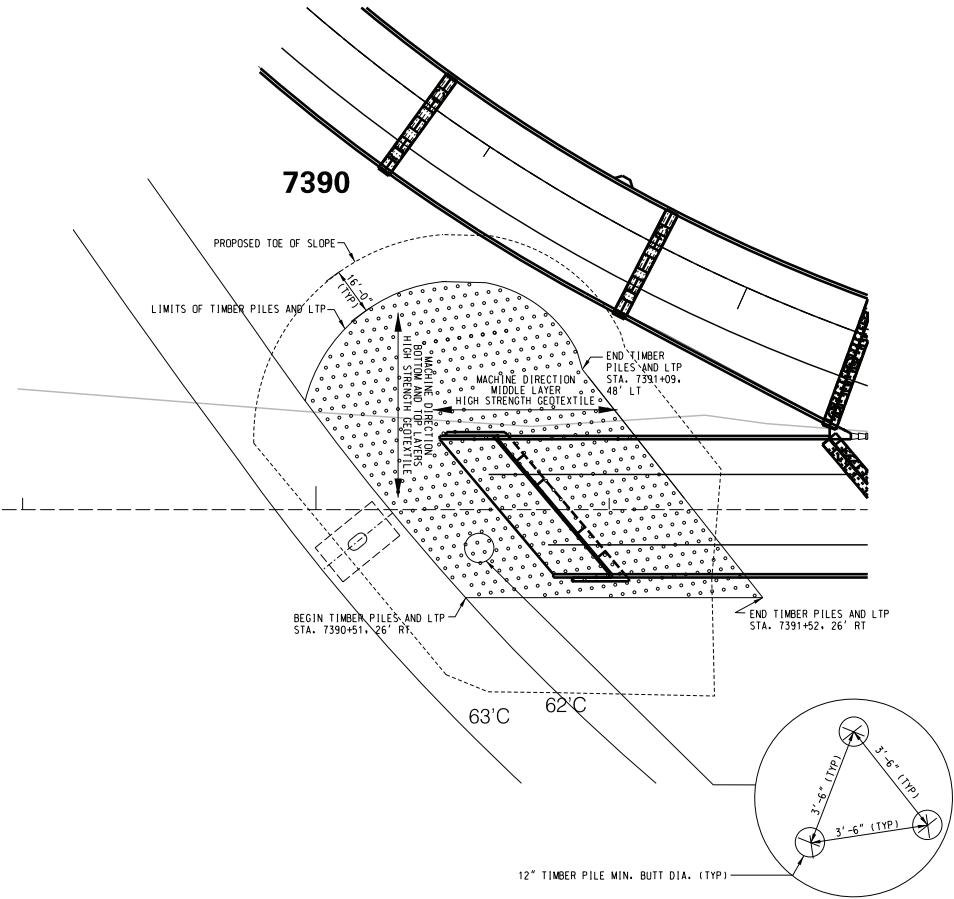 7390
PROPOSED TOE OF SLOPE
16'-0"
(TYP)
LIMITS OF TIMBER PILES AND LTP
MACHINE DIRECTION
BOTTOM AND TOP LAYERS
HIGH STRENGTH GEOTEXTILE
MACHINE DIRECTION
MIDDLE LAYER
HIGH STRENGTH GEOTEXTILE
END TIMBER
PILES AND LTP
STA. 7391+09,
48' LT
BEGIN TIMBER PILES AND LTP
STA. 7390+51, 26' RT
END TIMBER PILES AND LTP
STA. 7391+52, 26' RT
63'C
62'C
3'-6" (TYP)
3'-6" (TYP)
3'-6" (TYP)
12" TIMBER PILE MIN. BUTT DIA. (TYP)